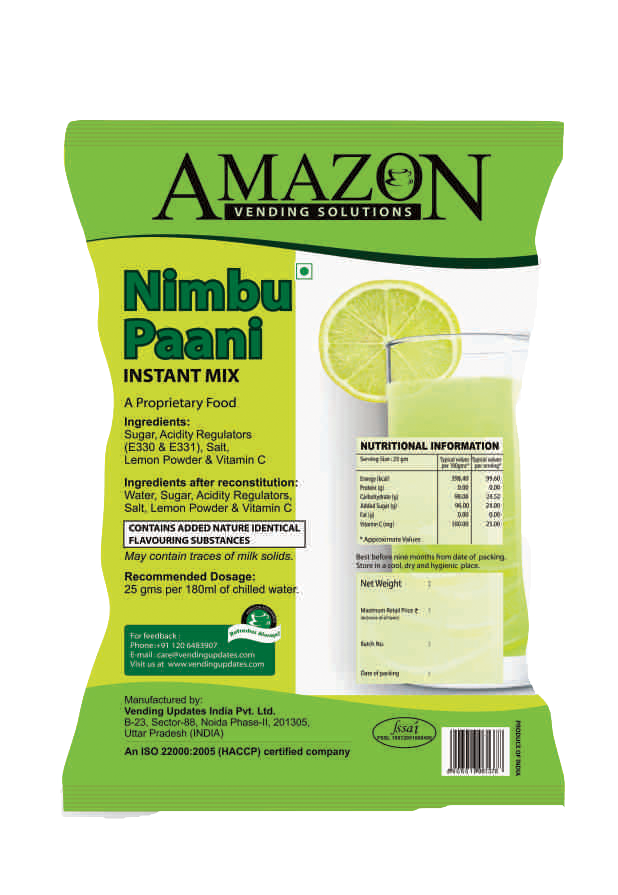 AMAZON
VENDING SOLUTIONS
Nimbu
Paani
INSTANT MIX
A Proprietary Food
Ingredients:
Sugar, Acidity Regulators
(E330 & E331), Salt,
Lemon Powder & Vitamin C
Ingredients after reconstitution:
Water, Sugar, Acidity Regulators,
Salt, Lemon Powder & Vitamin C
CONTAINS ADDED NATURE IDENTICAL
FLAVOURING SUBSTANCES
May contain traces of milk solids.
Recommended Dosage:
25 gms per 180ml of chilled water.
For feedback :
Phone:+91 120 6483907
E-mail :care@vendingupdates.com
Visit us at www.vendingupdates.com
Refreshes Always!
NUTRITIONAL INFORMATION
Serving Size : 25 gm Typical values per 100gms* Typical values per serving*
Energy (kcal) 398.40 99.60
Protein (g) 0.00 0.00
Carbohydrate (g) 98.08 24.52
Added Sugar (g) 96.00 24.00
Fat (g) 0.00 0.00
Vitamin C (mg) 100.00 25.00
* Approximate Values
Best before nine months from date of packing.
Store in a cool, dry and hygienic place.
Net Weight :
Maximum Retail Price ₹ :
(Inclusive of all taxes)
Batch No. :
Date of packing :
Manufactured by:
Vending Updates India Pvt. Ltd.
B-23, Sector-88, Noida Phase-II, 201305,
Uttar Pradesh (INDIA)
An ISO 22000:2005 (HACCP) certified company
fssai
PRODUCE OF INDIA